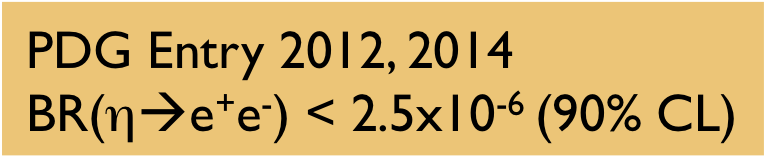 PDG Entry 2012, 2014
BR(η→e⁺e⁻) < 2.5x10⁻⁶ (90% CL)